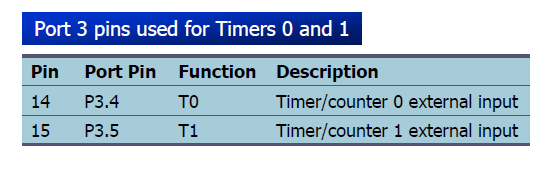 Port 3 pins used for Timers 0 and 1
Pin Port Pin Function Description
14 P3.4 T0 Timer/counter 0 external input
15 P3.5 T1 Timer/counter 1 external input